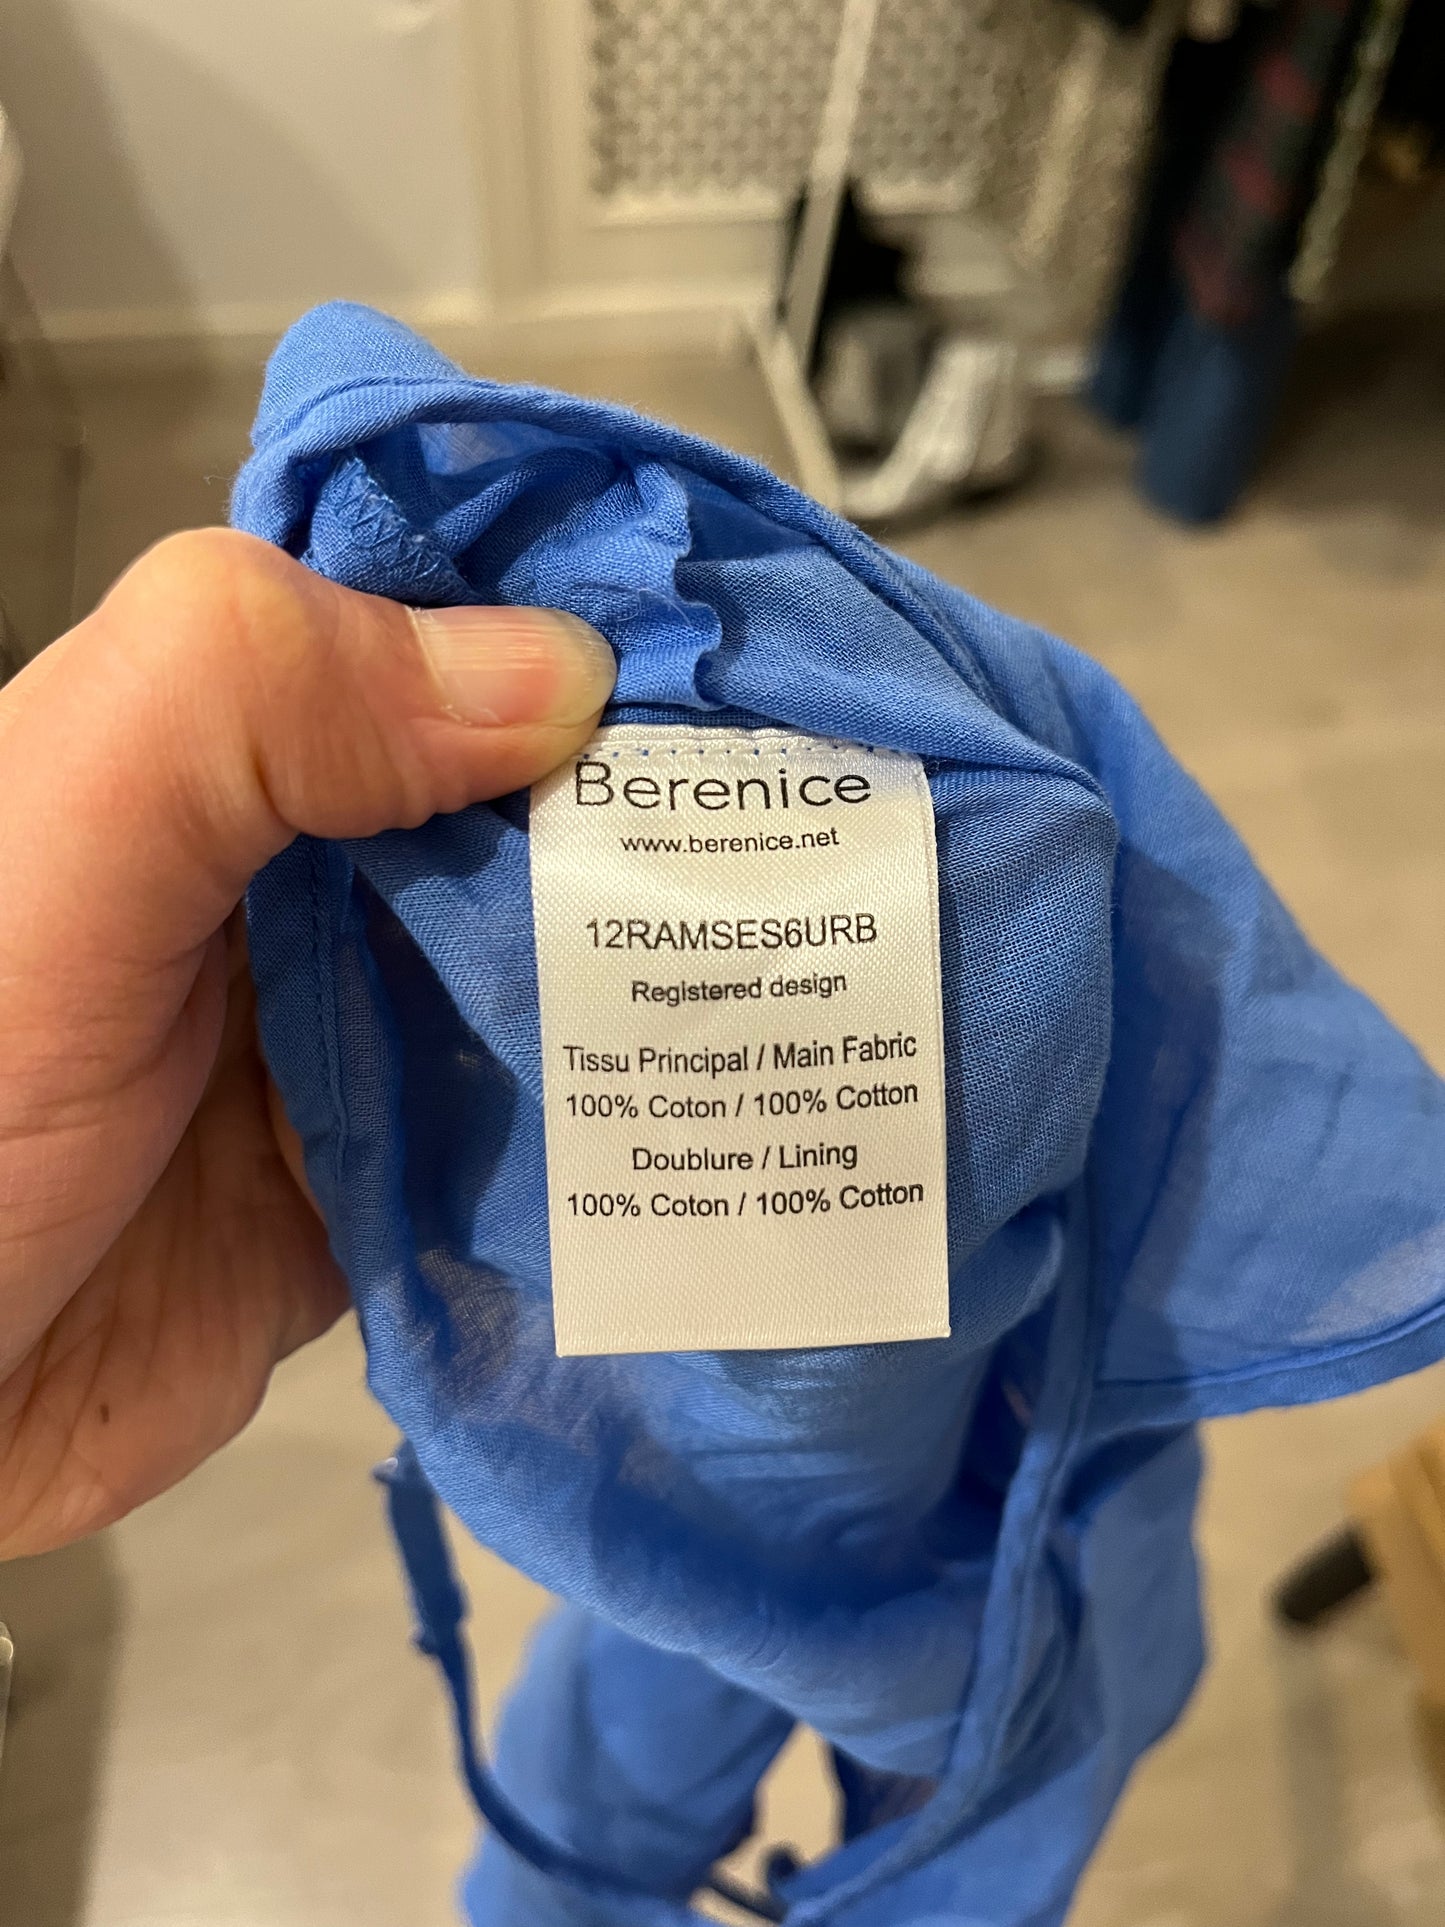 Berenice
www.berenice.net
12RAMSES6URB
Registered design
Tissu Principal / Main Fabric
100% Coton / 100% Cotton
Doublure / Lining
100% Coton / 100% Cotton